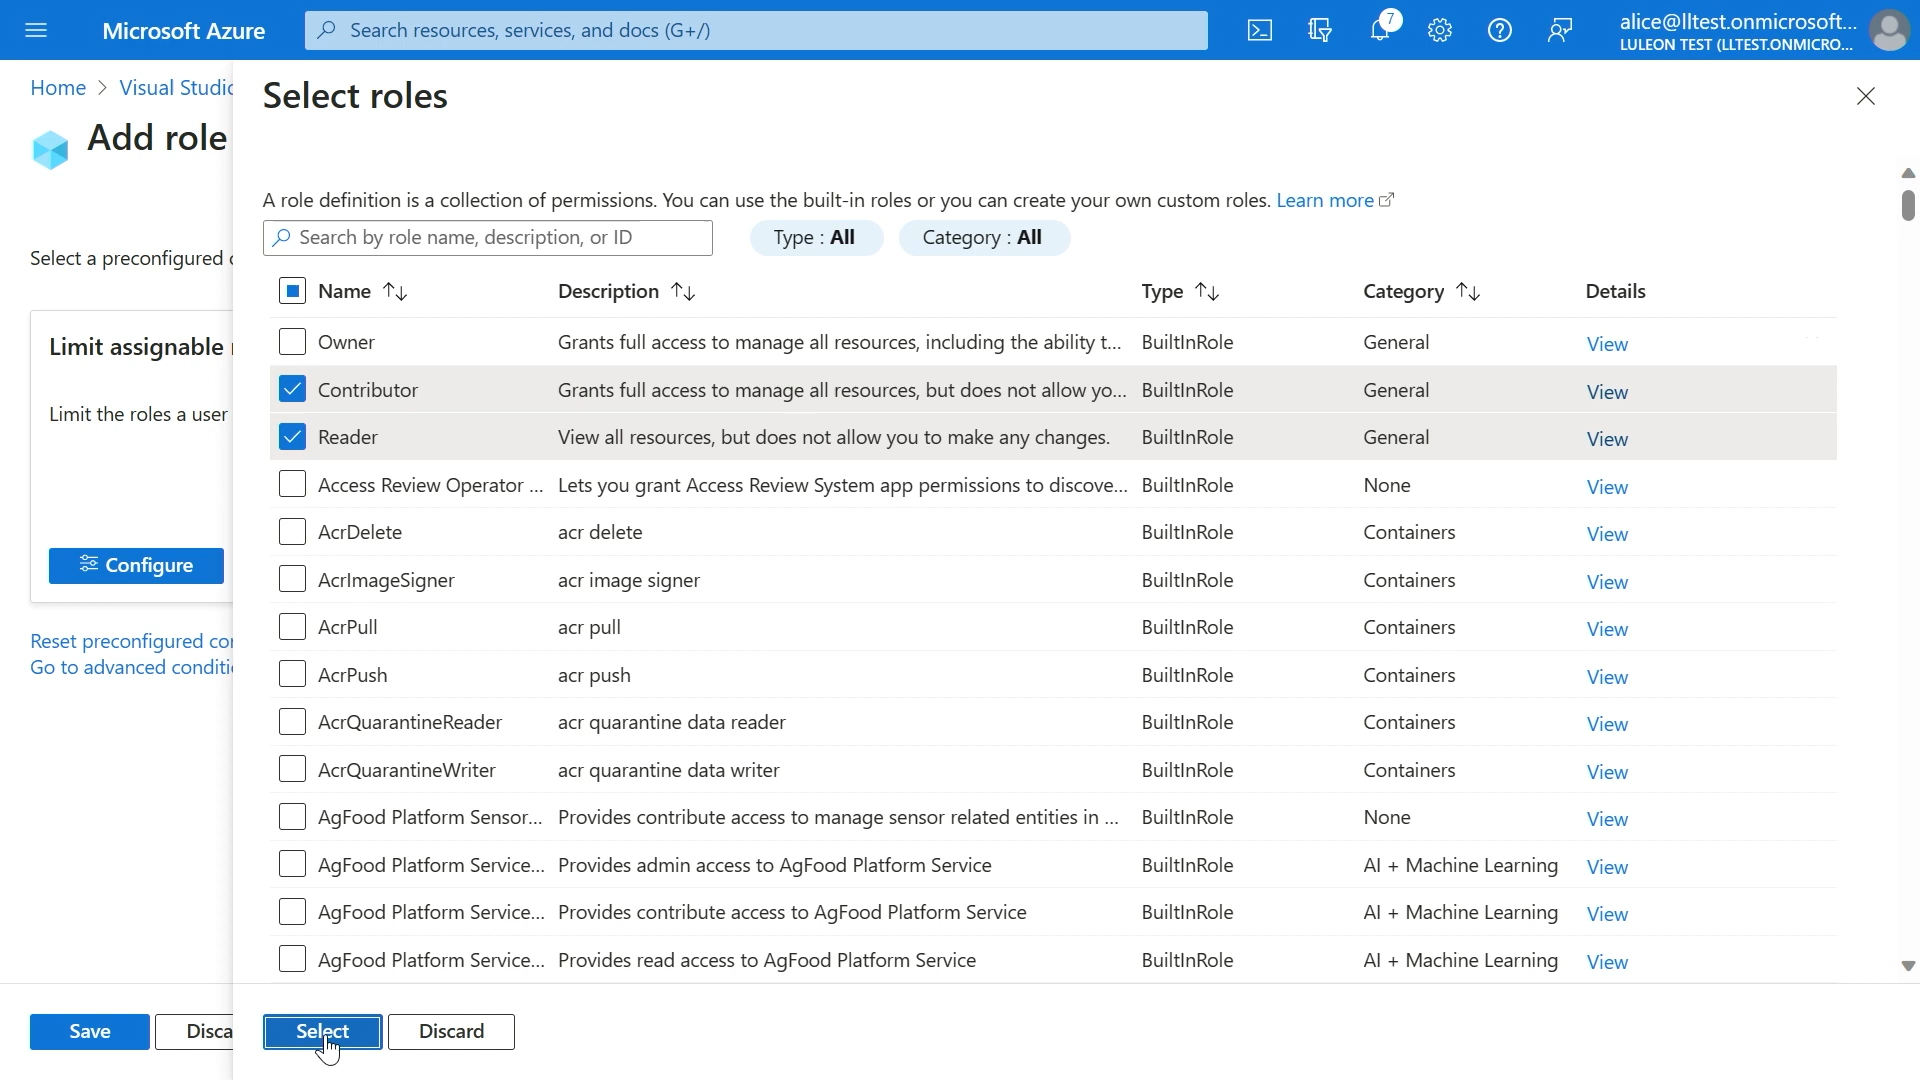 Microsoft Azure
Search resources, services, and docs (G+/)
7
alice@lltest.onmicrosoft...
LULEON TEST (LLTEST.ONMICRO...
Home > Visual Studio
Add role
Select a preconfigured
Limit assignable
Limit the roles a user
Configure
Reset preconfigured
Go to advanced
Save
Select roles
A role definition is a collection of permissions. You can use the built-in roles or you can create your own custom roles. Learn more
Search by role name, description, or ID
Type : All
Category : All
Name Description Type Category Details
Owner Grants full access to manage all resources, including the ability t... BuiltInRole General View
Contributor Grants full access to manage all resources, but does not allow yo... BuiltInRole General View
Reader View all resources, but does not allow you to make any changes. BuiltInRole General View
Access Review Operator ... Lets you grant Access Review System app permissions to discove... BuiltInRole None View
AcrDelete acr delete BuiltInRole Containers View
AcrImageSigner acr image signer BuiltInRole Containers View
AcrPull acr pull BuiltInRole Containers View
AcrPush acr push BuiltInRole Containers View
AcrQuarantineReader acr quarantine data reader BuiltInRole Containers View
AcrQuarantineWriter acr quarantine data writer BuiltInRole Containers View
AgFood Platform Sensor... Provides contribute access to manage sensor related entities in ... BuiltInRole None View
AgFood Platform Service... Provides admin access to AgFood Platform Service BuiltInRole AI + Machine Learning View
AgFood Platform Service... Provides contribute access to AgFood Platform Service BuiltInRole AI + Machine Learning View
AgFood Platform Service... Provides read access to AgFood Platform Service BuiltInRole AI + Machine Learning View
Select
Discard